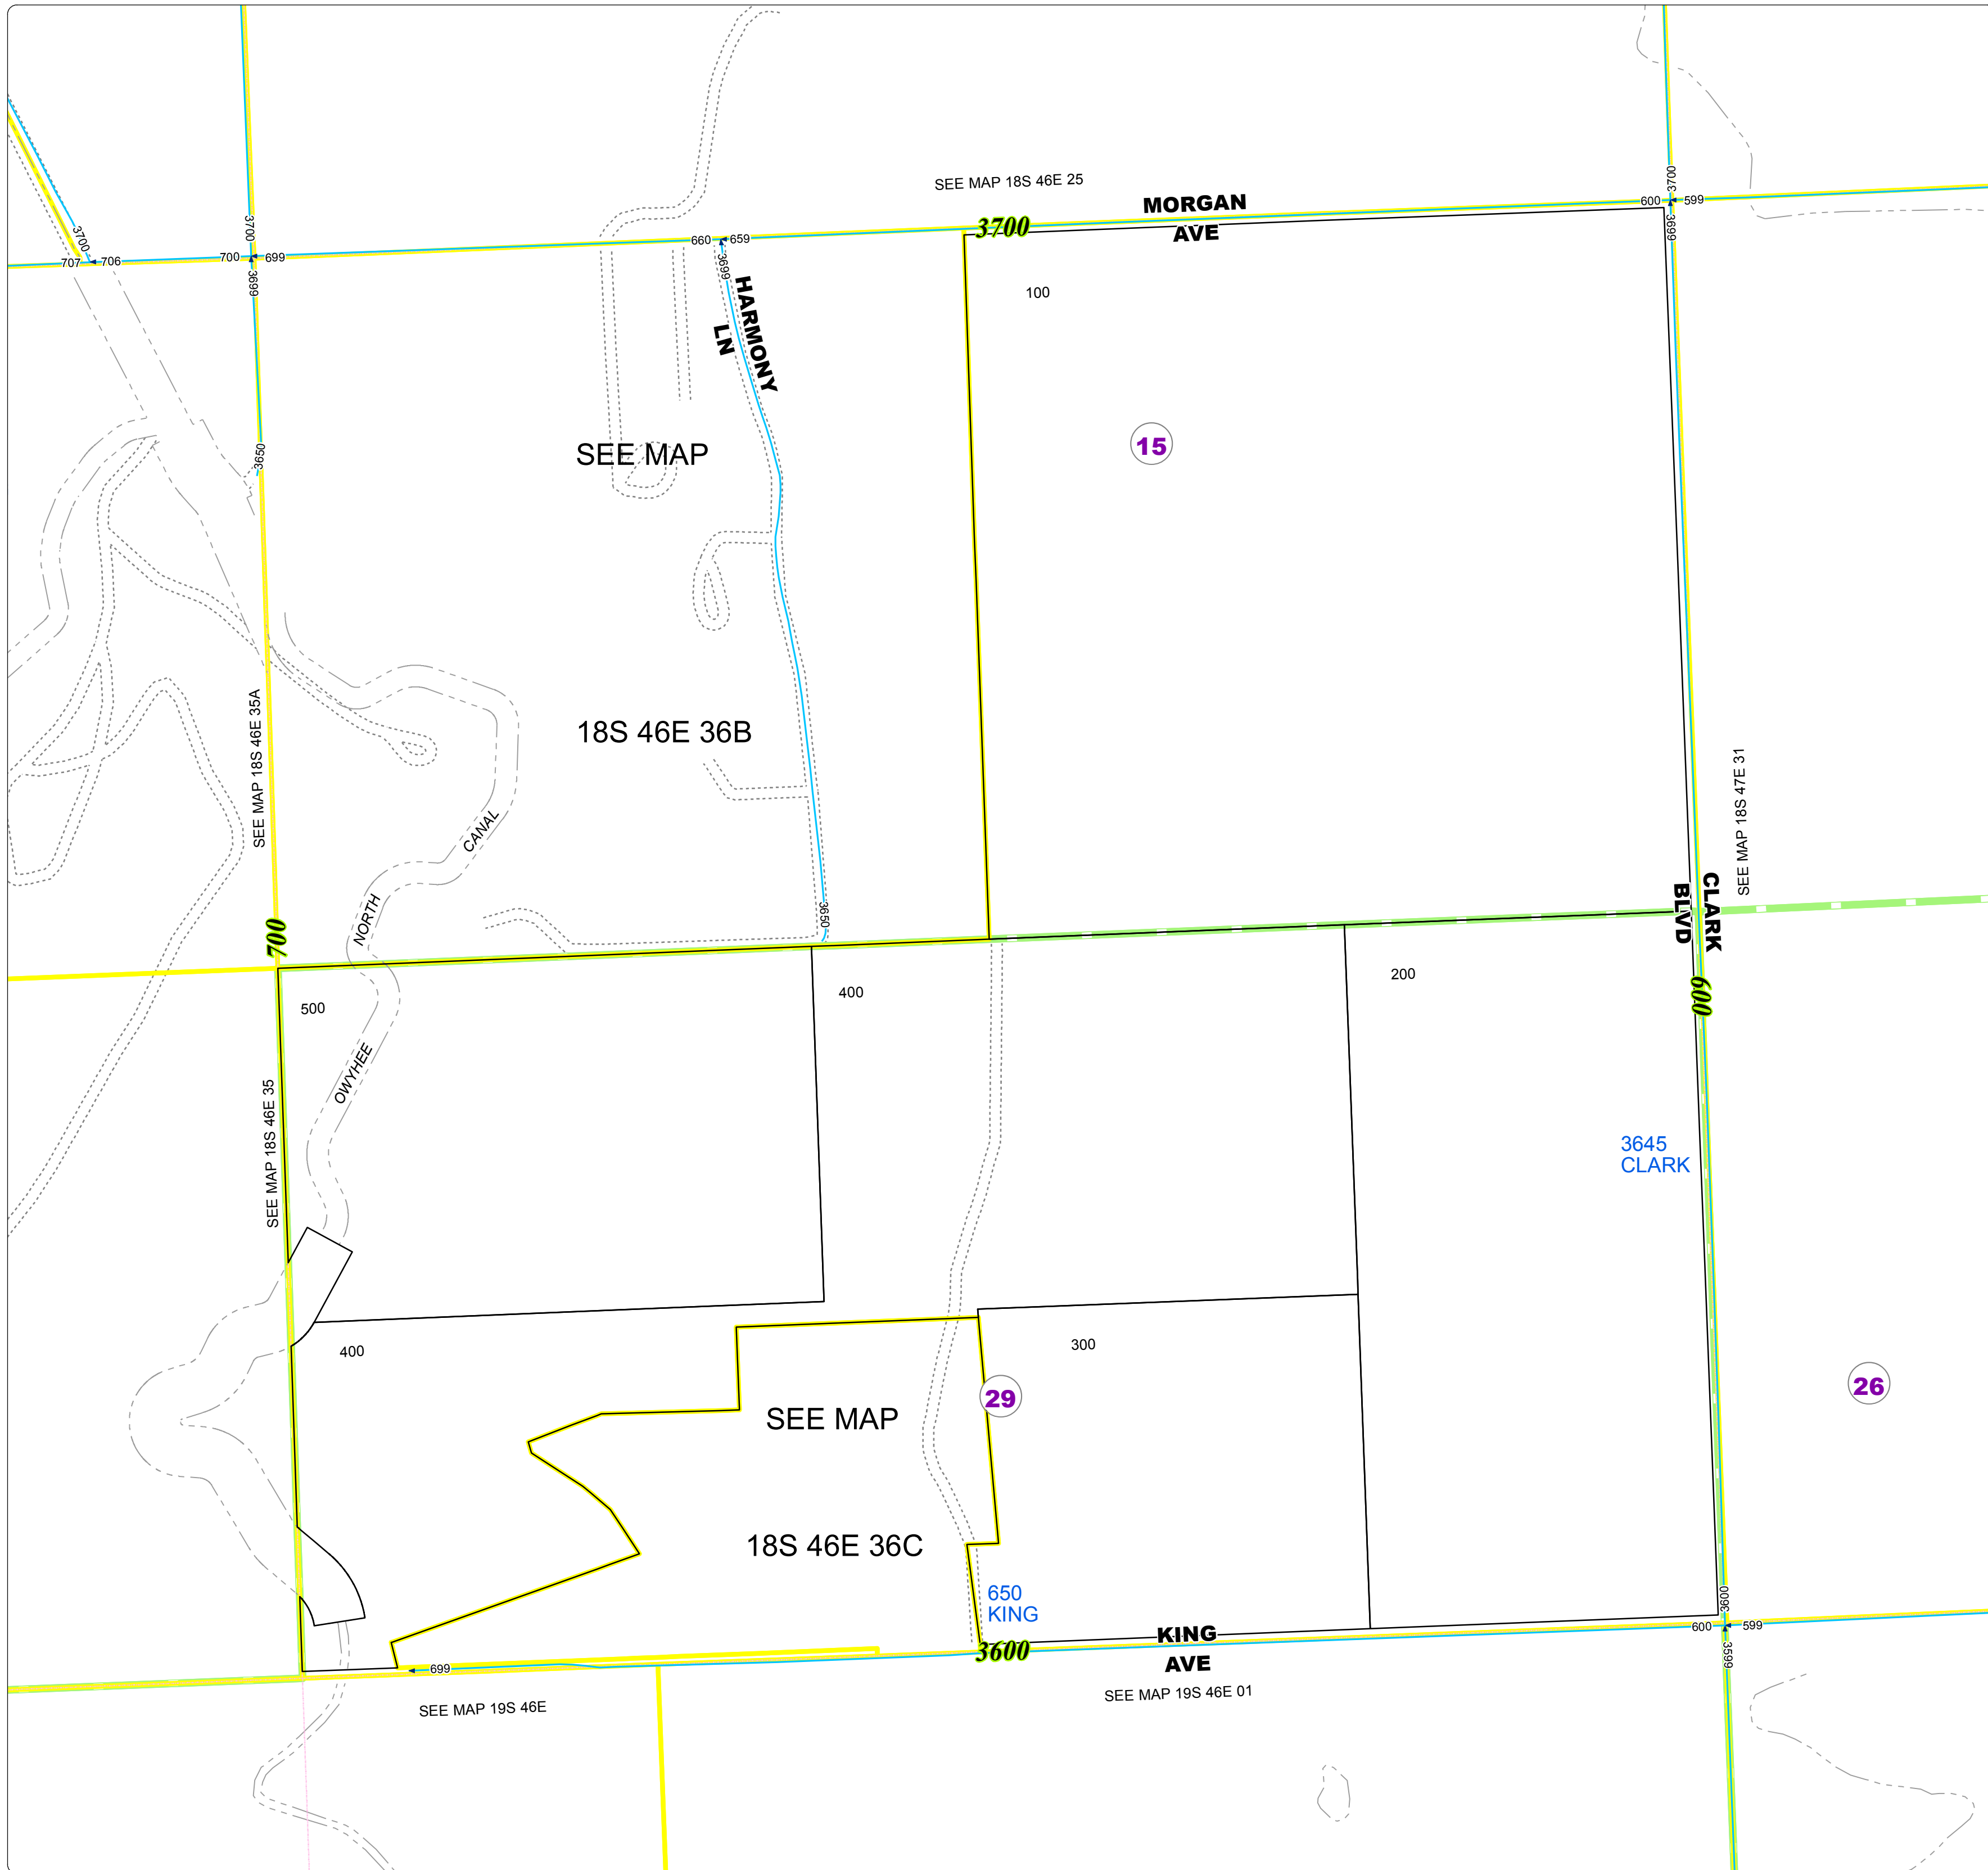 SEE MAP 18S 46E 25
MORGAN
AVE
3700
3700
600
599
3699
3700
3700
707
706
700
699
3699
660
659
3699
HARMONY
LN
100
15
3650
SEE MAP
18S 46E 36B
SEE MAP 18S 46E 35A
CANAL
NORTH
3650
SEE MAP 18S 47E 31
CLARK
BLVD
700
500
400
200
600
OWYHEE
SEE MAP 18S 46E 35
3645
CLARK
400
300
29
26
SEE MAP
18S 46E 36C
650
KING
3600
KING
AVE
3600
600
599
3599
699
SEE MAP 19S 46E
SEE MAP 19S 46E 01